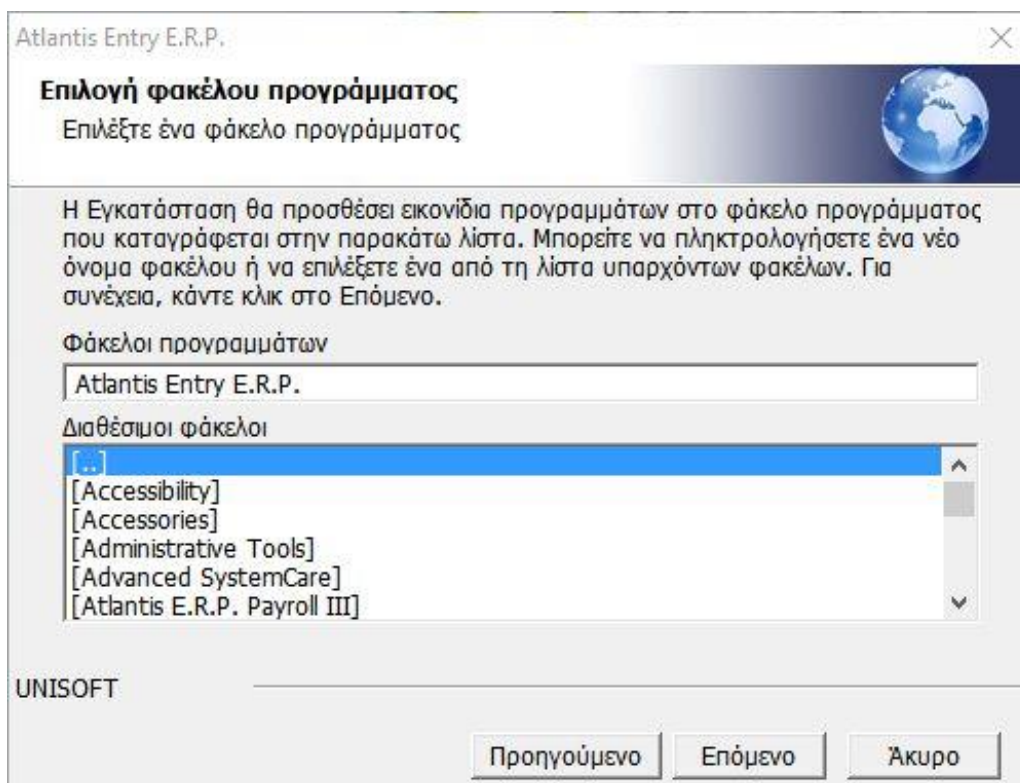 Atlantis Entry E.R.P.
Επιλογή φακέλου προγράμματος
Επιλέξτε ένα φάκελο προγράμματος
Η Εγκατάσταση θα προσθέσει εικονίδια προγραμμάτων στο φάκελο προγράμματος
που καταγράφεται στην παρακάτω λίστα. Μπορείτε να πληκτρολογήσετε ένα νέο
όνομα φακέλου ή να επιλέξετε ένα από τη λίστα υπαρχόντων φακέλων. Για
συνέχεια, κάντε κλικ στο Επόμενο.
Φάκελοι προγραμμάτων
Atlantis Entry E.R.P.
Διαθέσιμοι φάκελοι
[..]
[Accessibility]
[Accessories]
[Administrative Tools]
[Advanced SystemCare]
[Atlantis E.R.P. Payroll III]
UNISOFT
Προηγούμενο Επόμενο Άκυρο